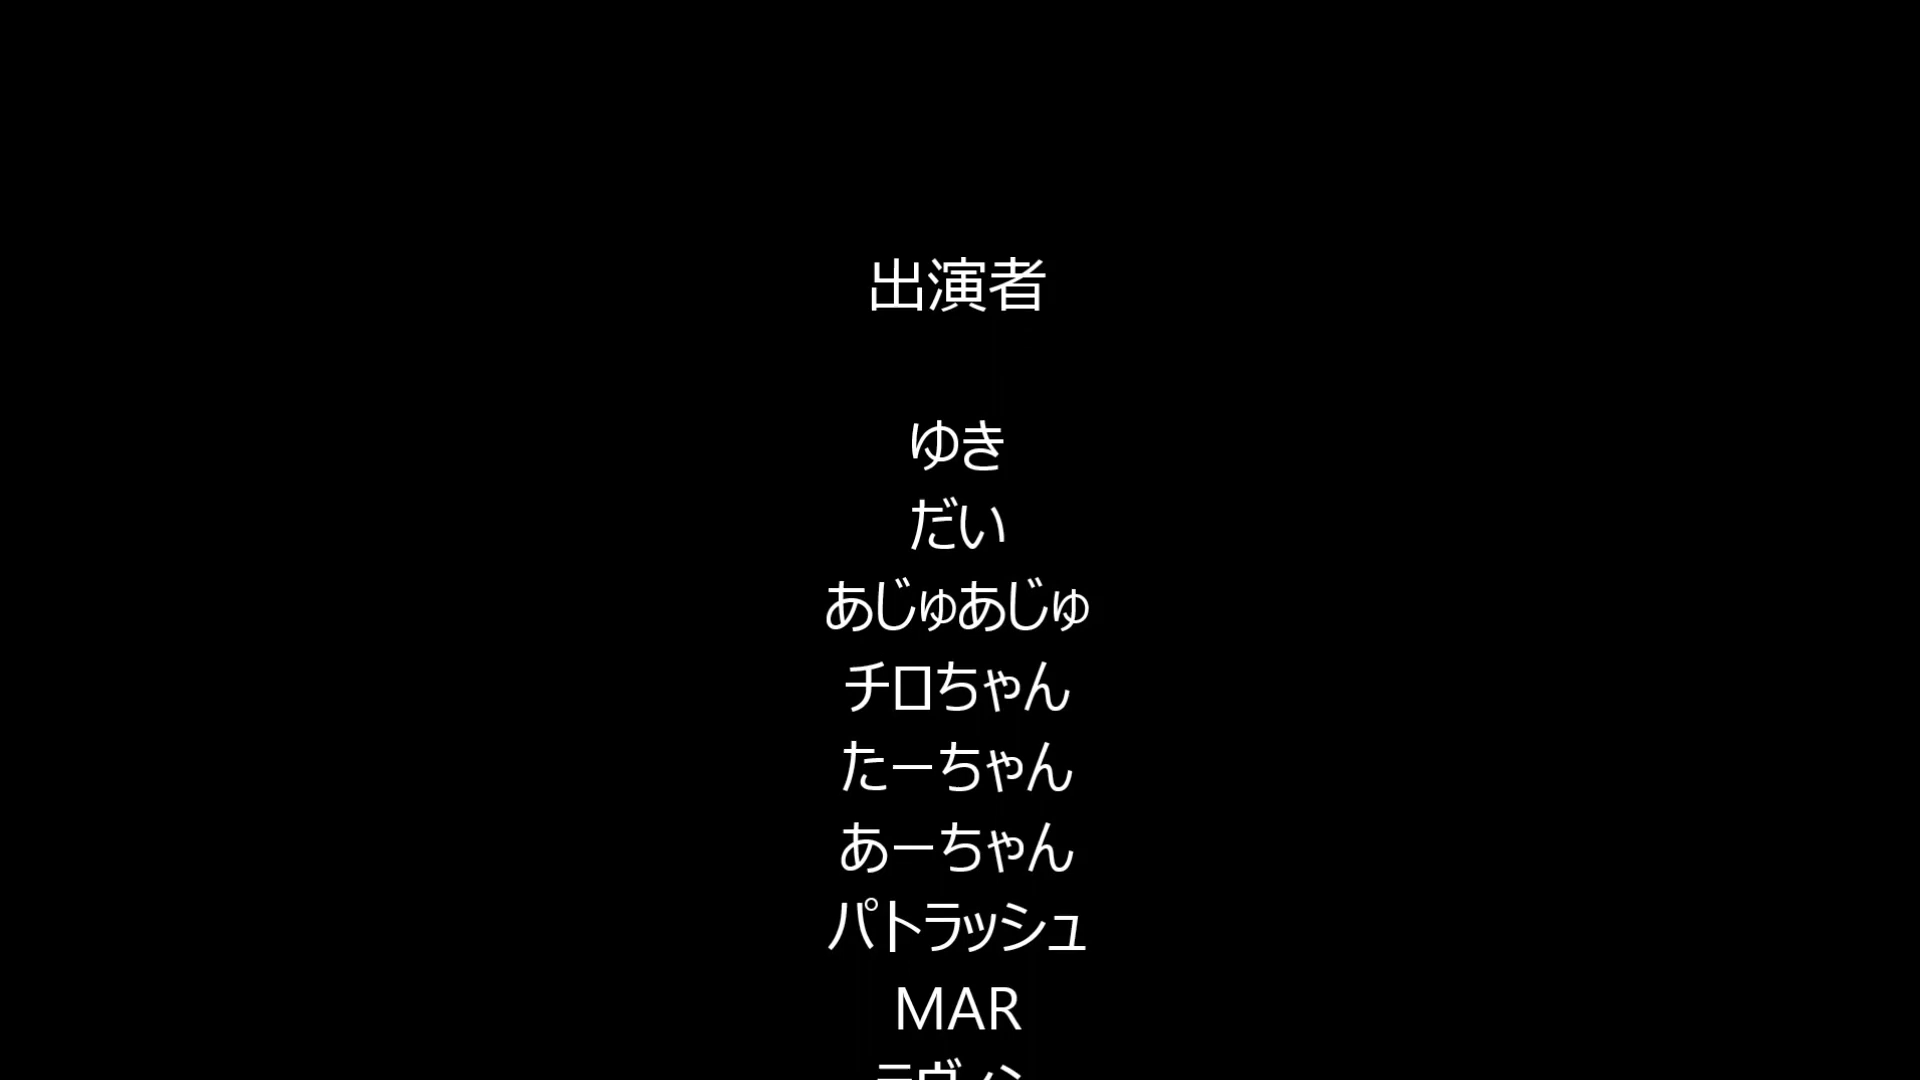 出演者
ゆき
だい
あじゅあじゅ
チロちゃん
たーちゃん
あーちゃん
パトラッシュ
MAR